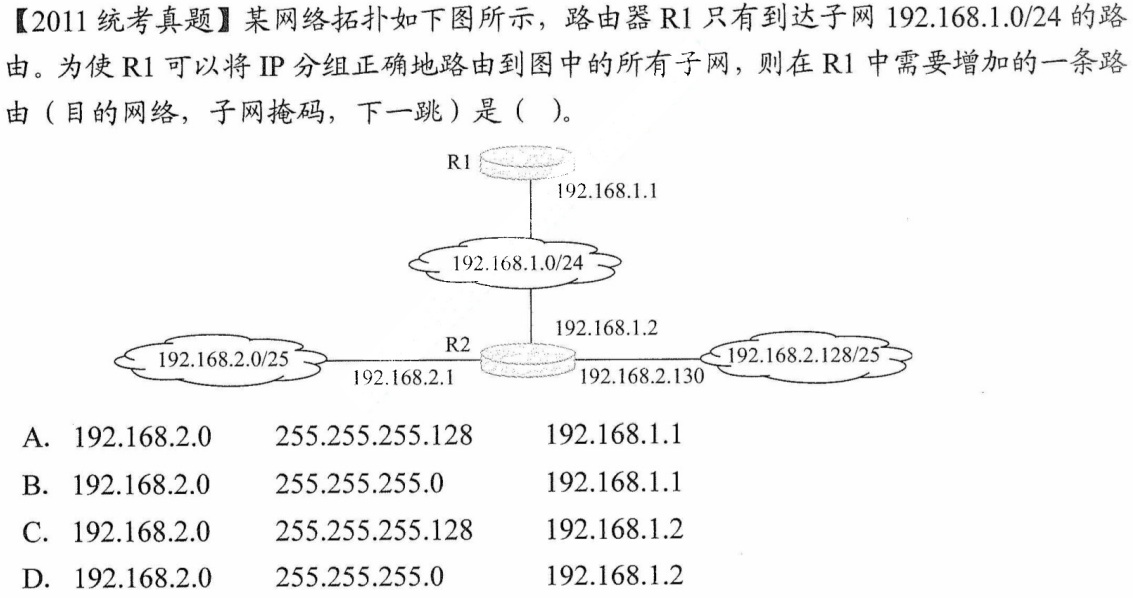 【2011 统考真题】某网络拓扑如下图所示，路由器 R1 只有到达子网 192.168.1.0/24 的路
由。为使 R1 可以将 IP 分组正确地路由到图中的所有子网，则在 R1 中需要增加的一条路
由（目的网络，子网掩码，下一跳）是（ ）。
R1
192.168.1.1
192.168.1.0/24
192.168.1.2
R2
192.168.2.0/25
192.168.2.128/25
192.168.2.1
192.168.2.130
A. 192.168.2.0 255.255.255.128 192.168.1.1
B. 192.168.2.0 255.255.255.0 192.168.1.1
C. 192.168.2.0 255.255.255.128 192.168.1.2
D. 192.168.2.0 255.255.255.0 192.168.1.2